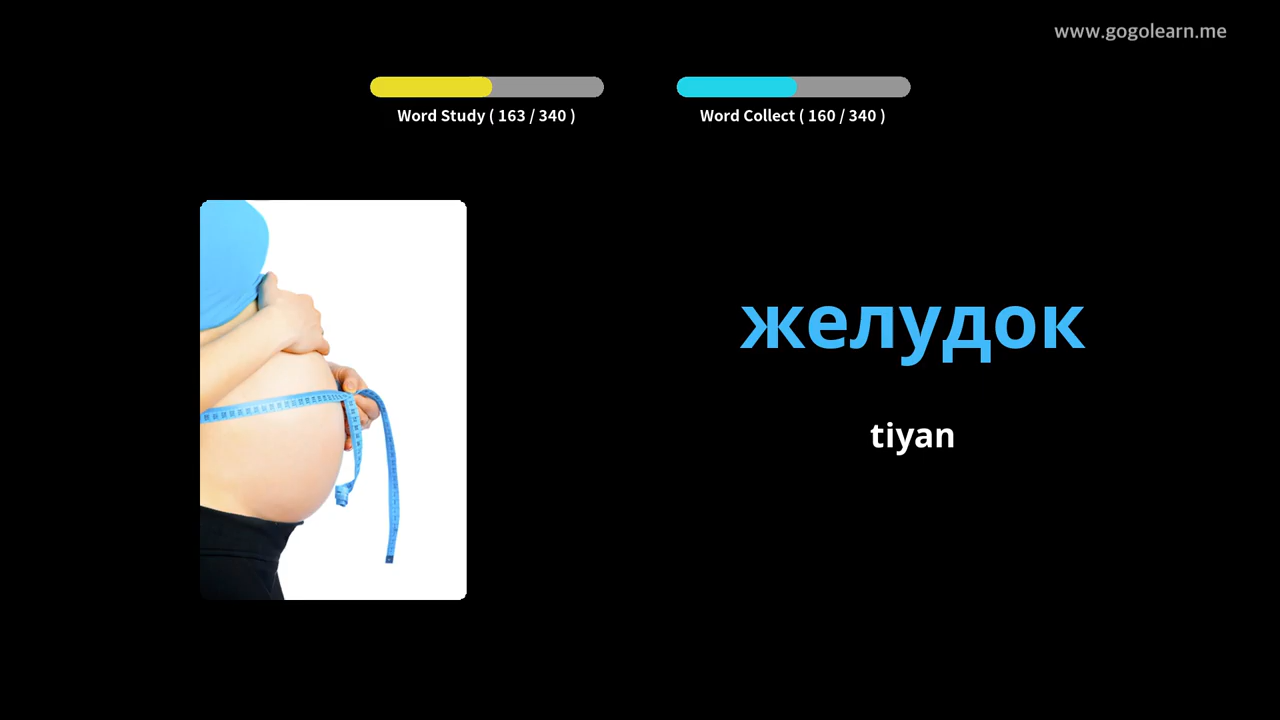 www.gogolearn.me
Word Study ( 163 / 340 )
Word Collect ( 160 / 340 )
желудок
tiyan